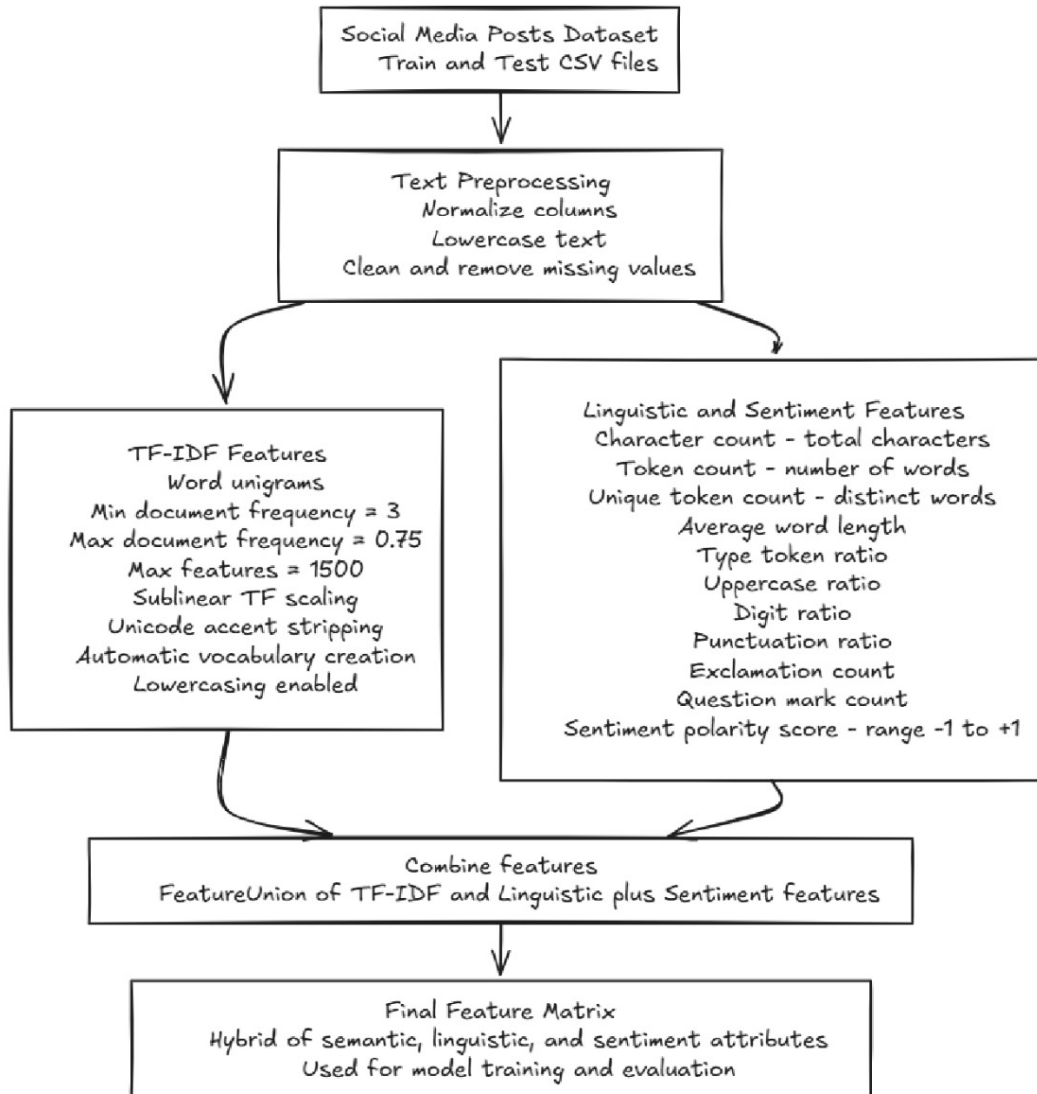 Social Media Posts Dataset
Train and Test CSV files
Text Preprocessing
Normalize columns
Lowercase text
Clean and remove missing values
TF-IDF Features
Word unigrams
Min document frequency = 3
Max document frequency = 0.75
Max features = 1500
Sublinear TF scaling
Unicode accent stripping
Automatic vocabulary creation
Lowercasing enabled
Linguistic and Sentiment Features
Character count - total characters
Token count - number of words
Unique token count - distinct words
Average word length
Type token ratio
Uppercase ratio
Digit ratio
Punctuation ratio
Exclamation count
Question mark count
Sentiment polarity score - range -1 to +1
Combine features
FeatureUnion of TF-IDF and Linguistic plus Sentiment features
Final Feature Matrix
Hybrid of semantic, linguistic, and sentiment attributes
Used for model training and evaluation